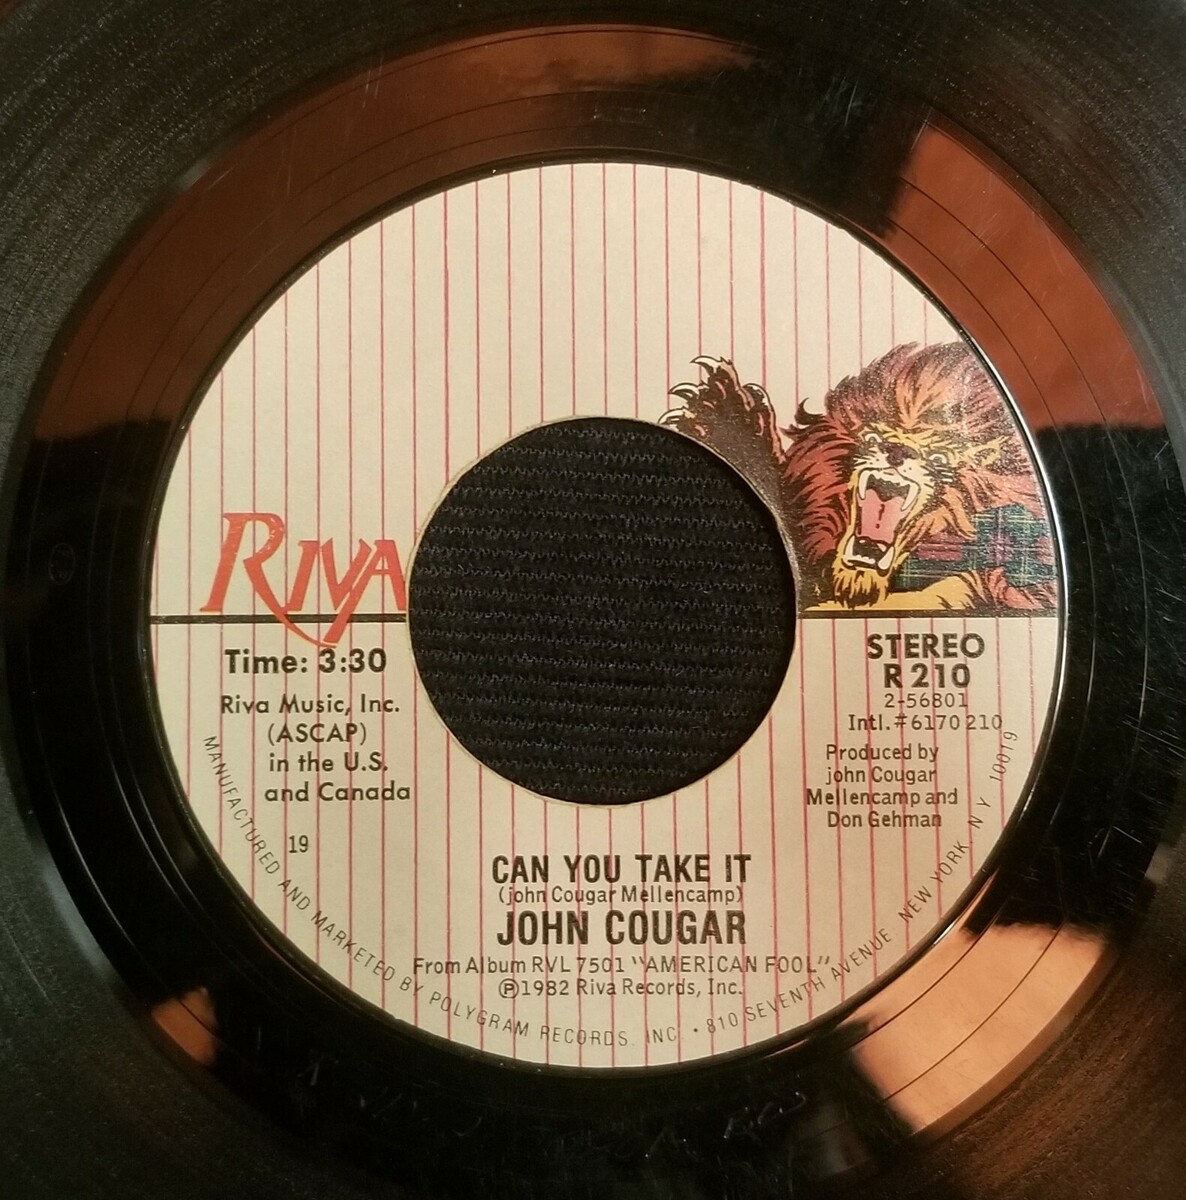 RIVA
Time: 3:30
Riva Music, Inc.
(ASCAP)
in the U.S.
and Canada
19
STEREO
R 210
2-56801
Intl.#6170 210
Produced by
john Cougar
Mellencamp and
Don Gehman
CAN YOU TAKE IT
(john Cougar Mellencamp)
JOHN COUGAR
From Album RVL 7501 "AMERICAN FOOL"
Ⓟ1982 Riva Records, Inc.
MANUFACTURED AND MARKETED BY POLYGRAM RECORDS. INC. • 810 SEVENTH AVENUE NEW YORK NY 10019